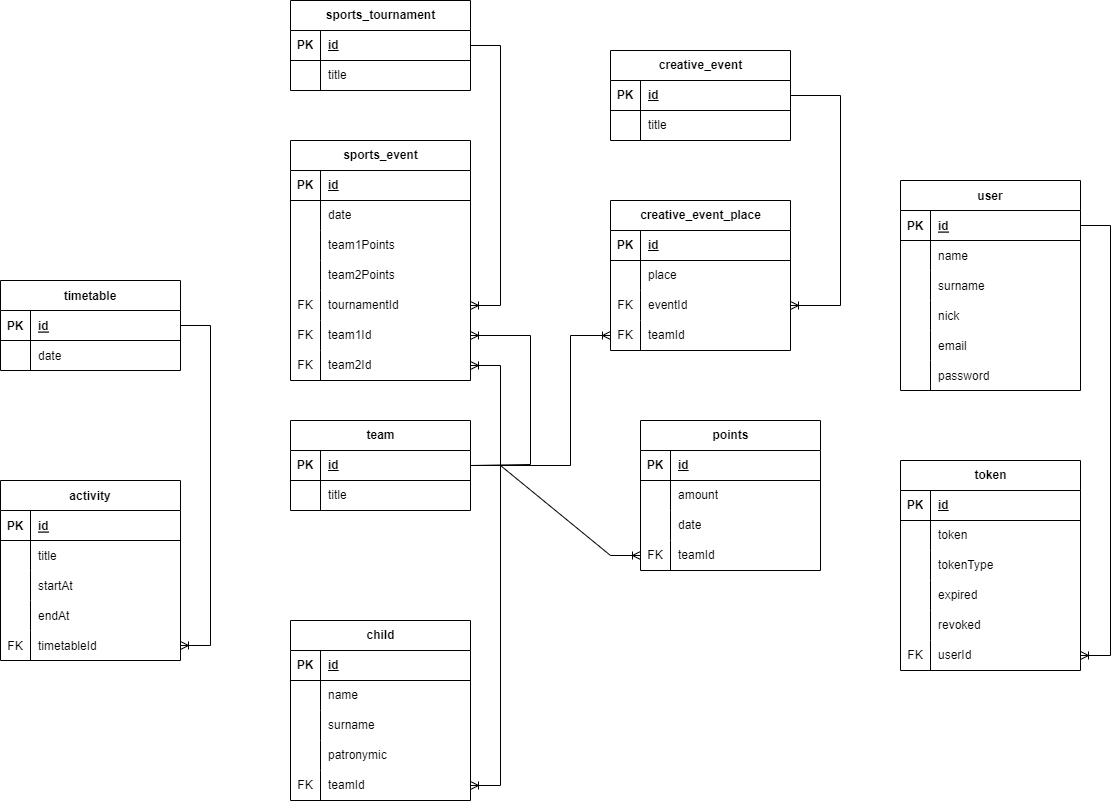 sports_tournament
PK id
title
creative_event
PK id
title
sports_event
PK id
date
team1Points
team2Points
FK tournamentId
FK team1Id
FK team2Id
creative_event_place
PK id
place
FK eventId
FK teamId
user
PK id
name
surname
nick
email
password
timetable
PK id
date
team
PK id
title
points
PK id
amount
date
FK teamId
activity
PK id
title
startAt
endAt
FK timetableId
token
PK id
token
tokenType
expired
revoked
FK userId
child
PK id
name
surname
patronymic
FK teamId